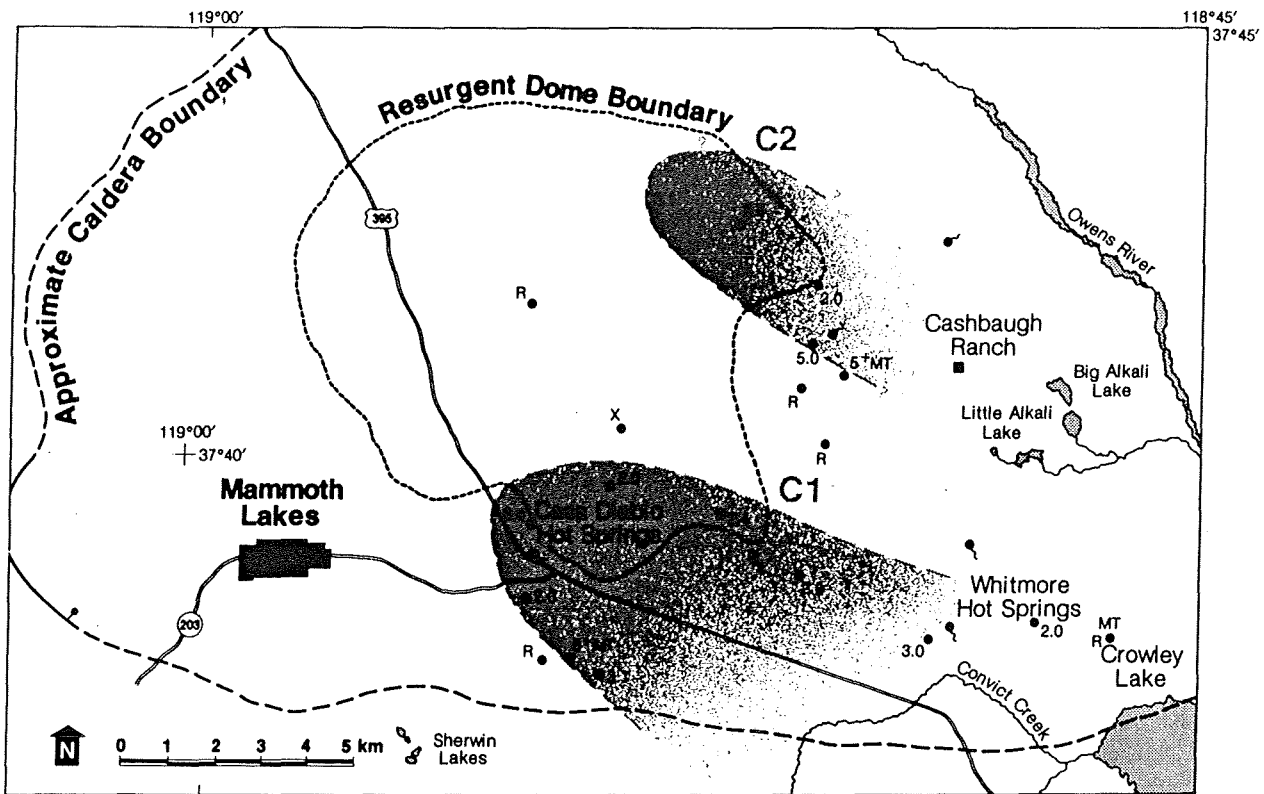 119°00'
118°45'
37°45'
Approximate Caldera Boundary
Resurgent Dome Boundary
?
C2
395
Owens River
R
2.0
5.0
5+MT
Cashbaugh
Ranch
Big Alkali
Lake
Little Alkali
Lake
R
X
R
119°00'
37°40'
C1
Mammoth
Lakes
Casa Diablo
Hot Springs
Whitmore
Hot Springs
2.0
MT
R
Crowley
Lake
3.0
203
R
Convict Creek
N
0 1 2 3 4 5 km
Sherwin
Lakes